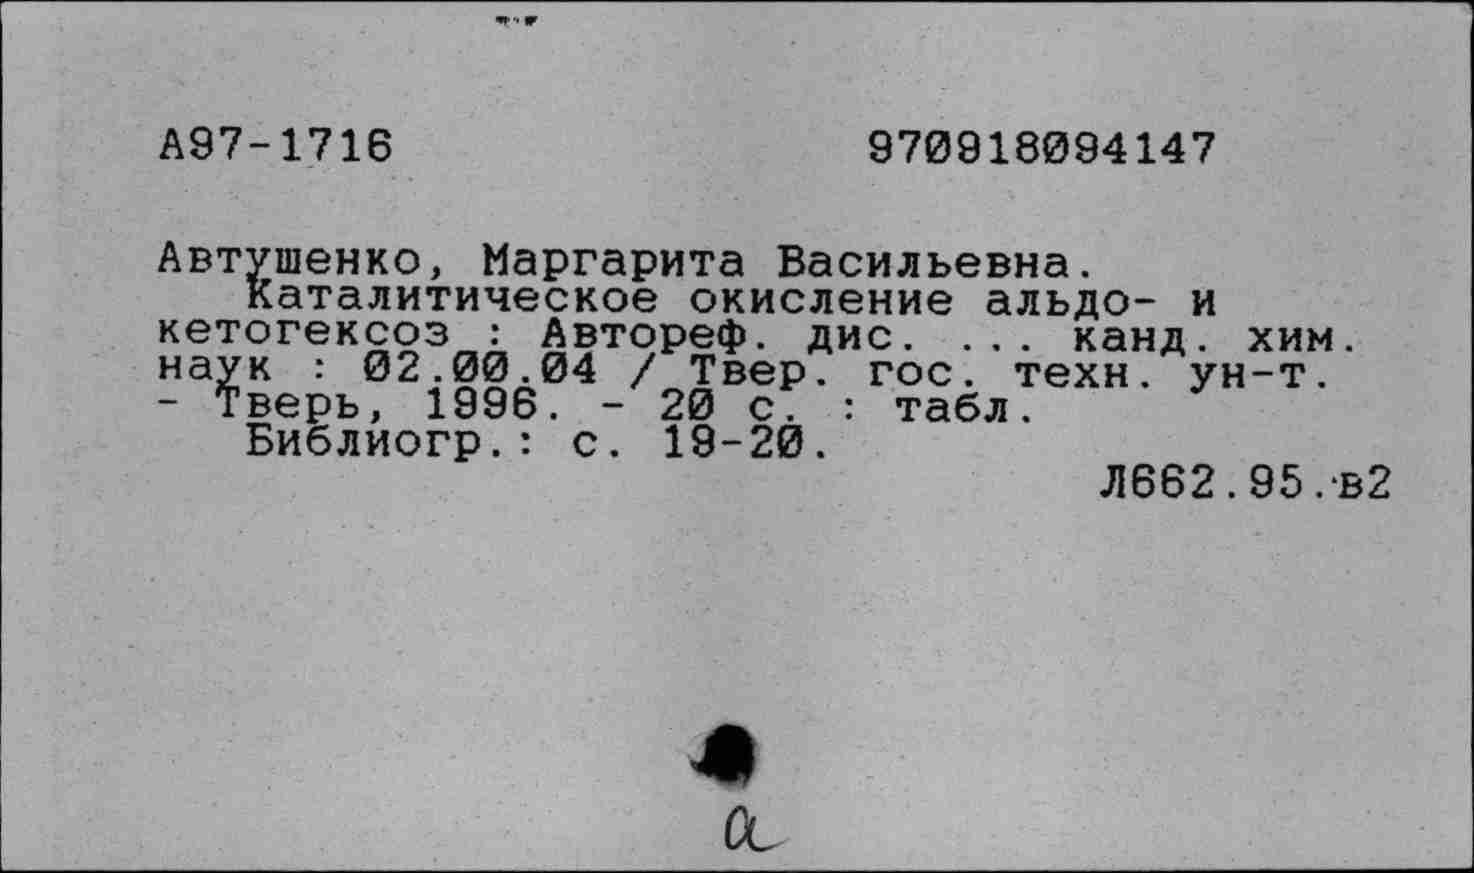 А97-1716 970918094147
Автушенко, Маргарита Васильевна.
Каталитическое окисление альдо- и
кетогексоз : Автореф. дис. ... канд. хим.
наук : 02.00.04 / Твер. гос. техн. ун-т.
- Тверь, 1996. - 20 с. : табл.
Библиогр.: с. 19-20.
Л662.95.-в2
а